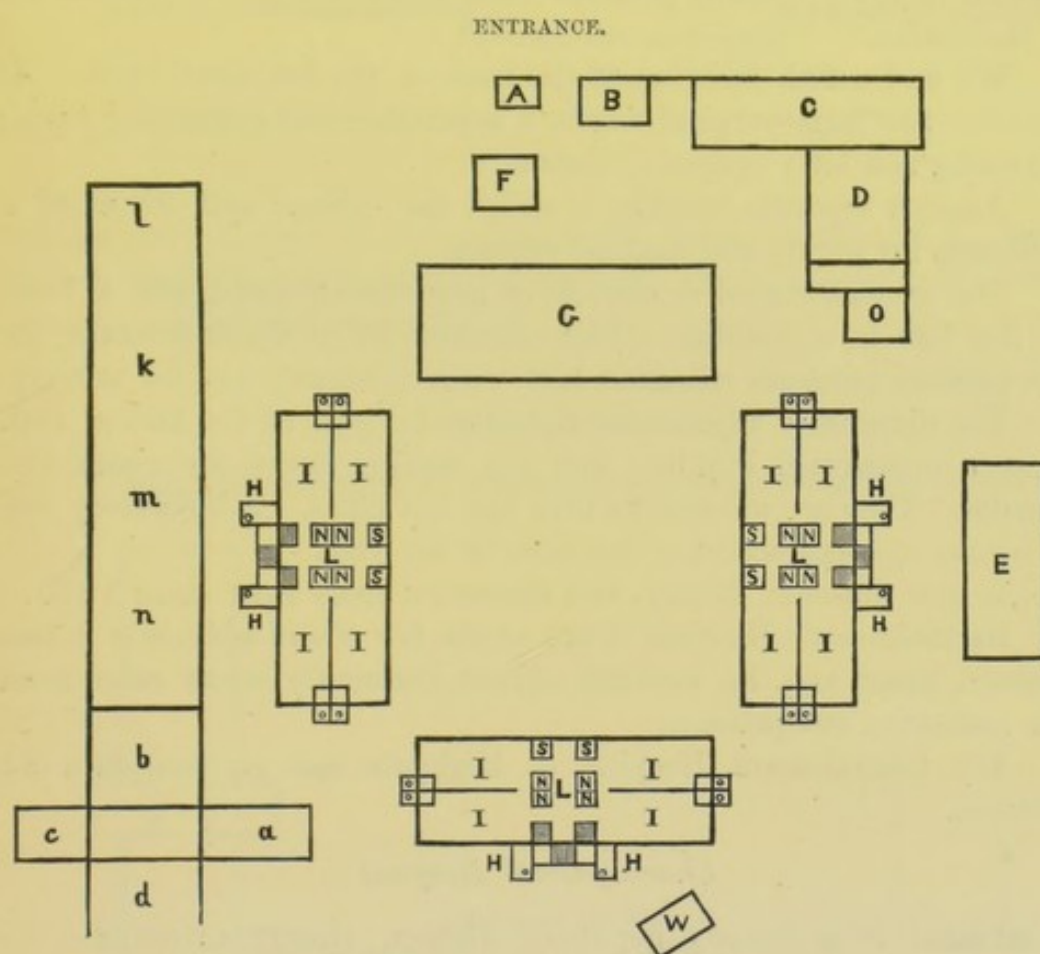 ENTRANCE.
A B C
F D
l
G O
k
I I I I
m H H
N N S S N N
L L E
N N S S N N
n H H
I I I I
b S S
I N N I
L
c a I N N I
H H
d W